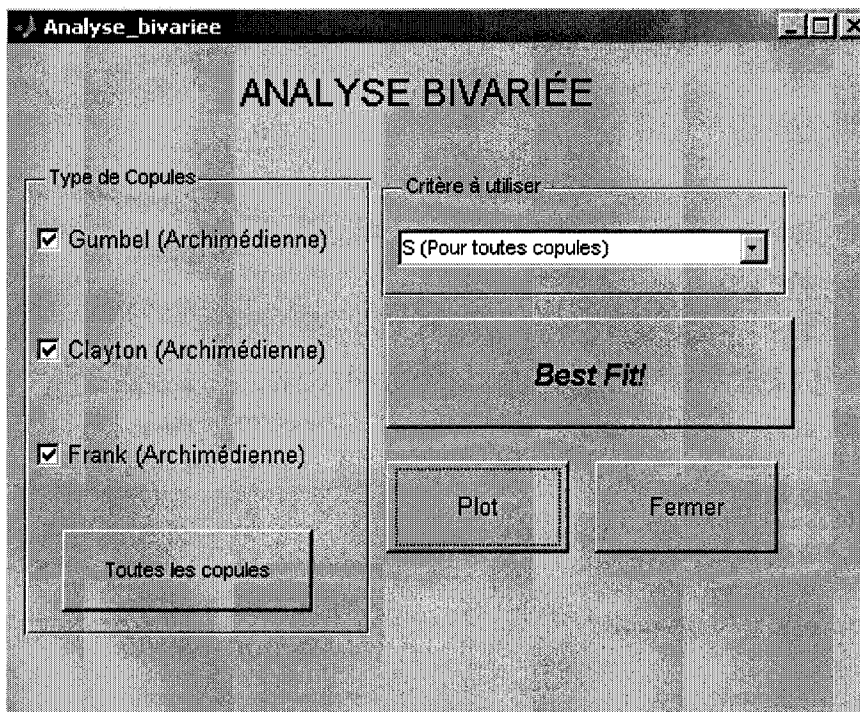 Analyse_bivariee
ANALYSE BIVARIÉE
Type de Copules
Gumbel (Archimédienne)
Clayton (Archimédienne)
Frank (Archimédienne)
Toutes les copules
Critère à utiliser
S (Pour toutes copules)
Best Fit!
Plot
Fermer